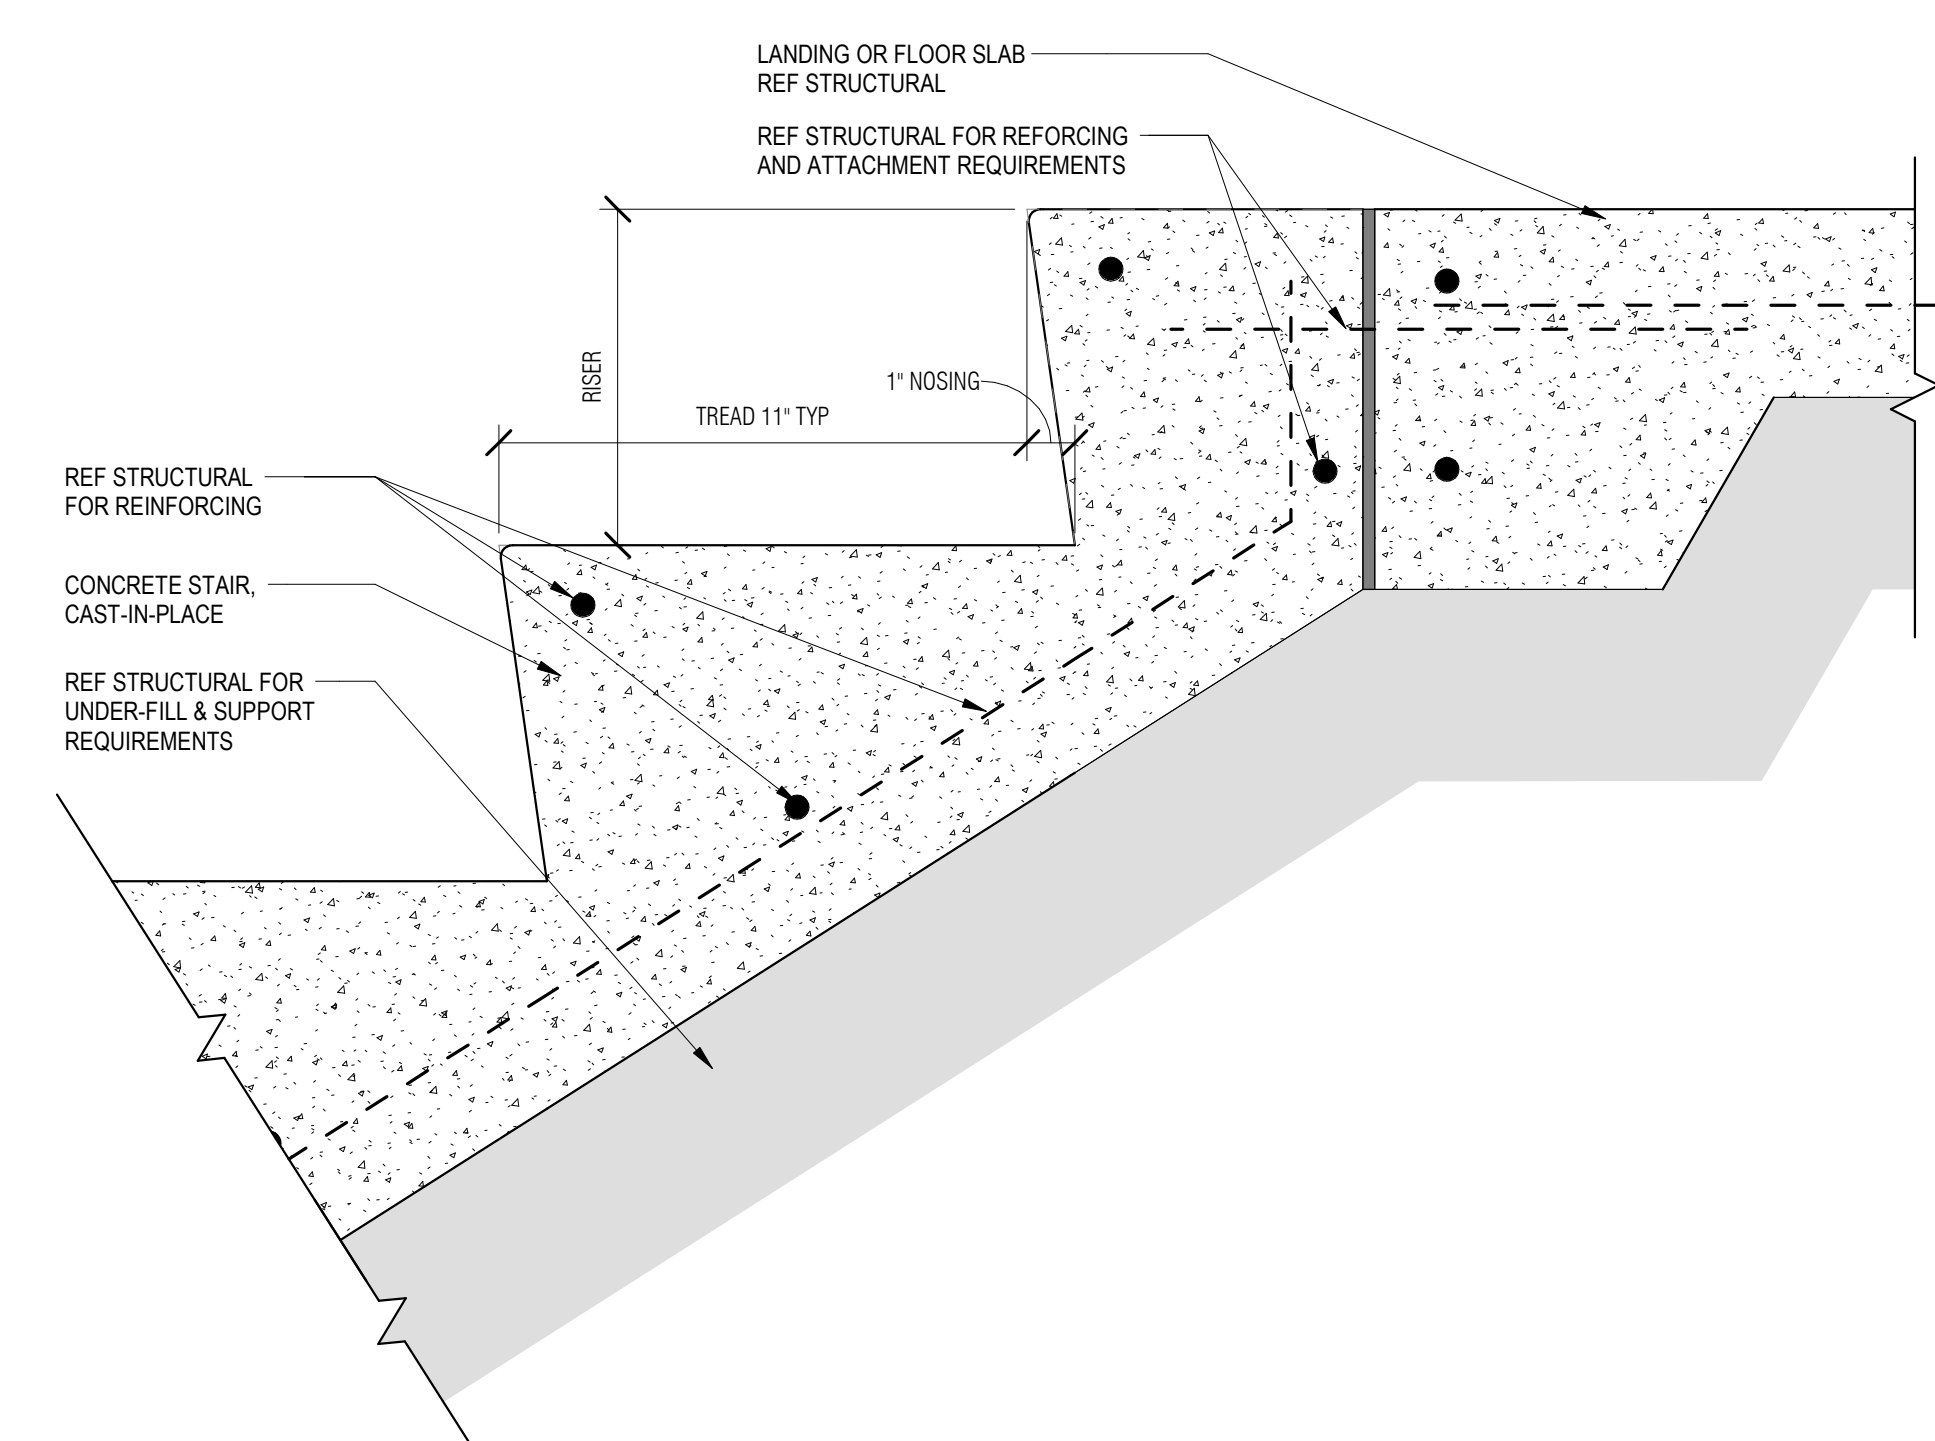 LANDING OR FLOOR SLAB
REF STRUCTURAL
REF STRUCTURAL FOR REFORCING
AND ATTACHMENT REQUIREMENTS
RISER
1" NOSING
TREAD 11" TYP
REF STRUCTURAL
FOR REINFORCING
CONCRETE STAIR,
CAST-IN-PLACE
REF STRUCTURAL FOR
UNDER-FILL & SUPPORT
REQUIREMENTS